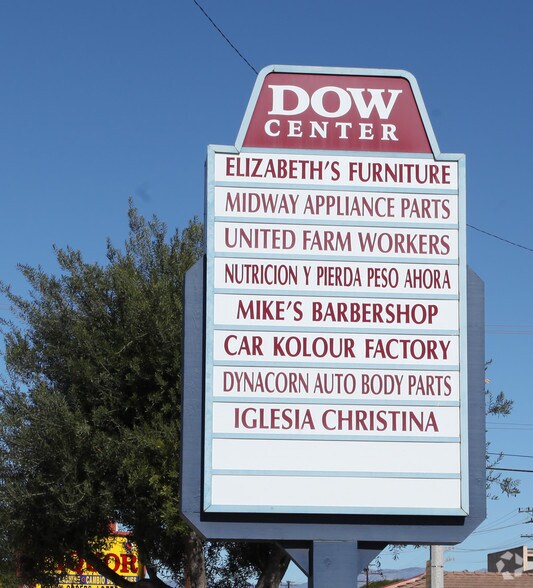 DOW
CENTER
ELIZABETH'S FURNITURE
MIDWAY APPLIANCE PARTS
UNITED FARM WORKERS
NUTRICION Y PIERDA PESO AHORA
MIKE'S BARBERSHOP
CAR KOLOUR FACTORY
DYNACORN AUTO BODY PARTS
IGLESIA CHRISTINA